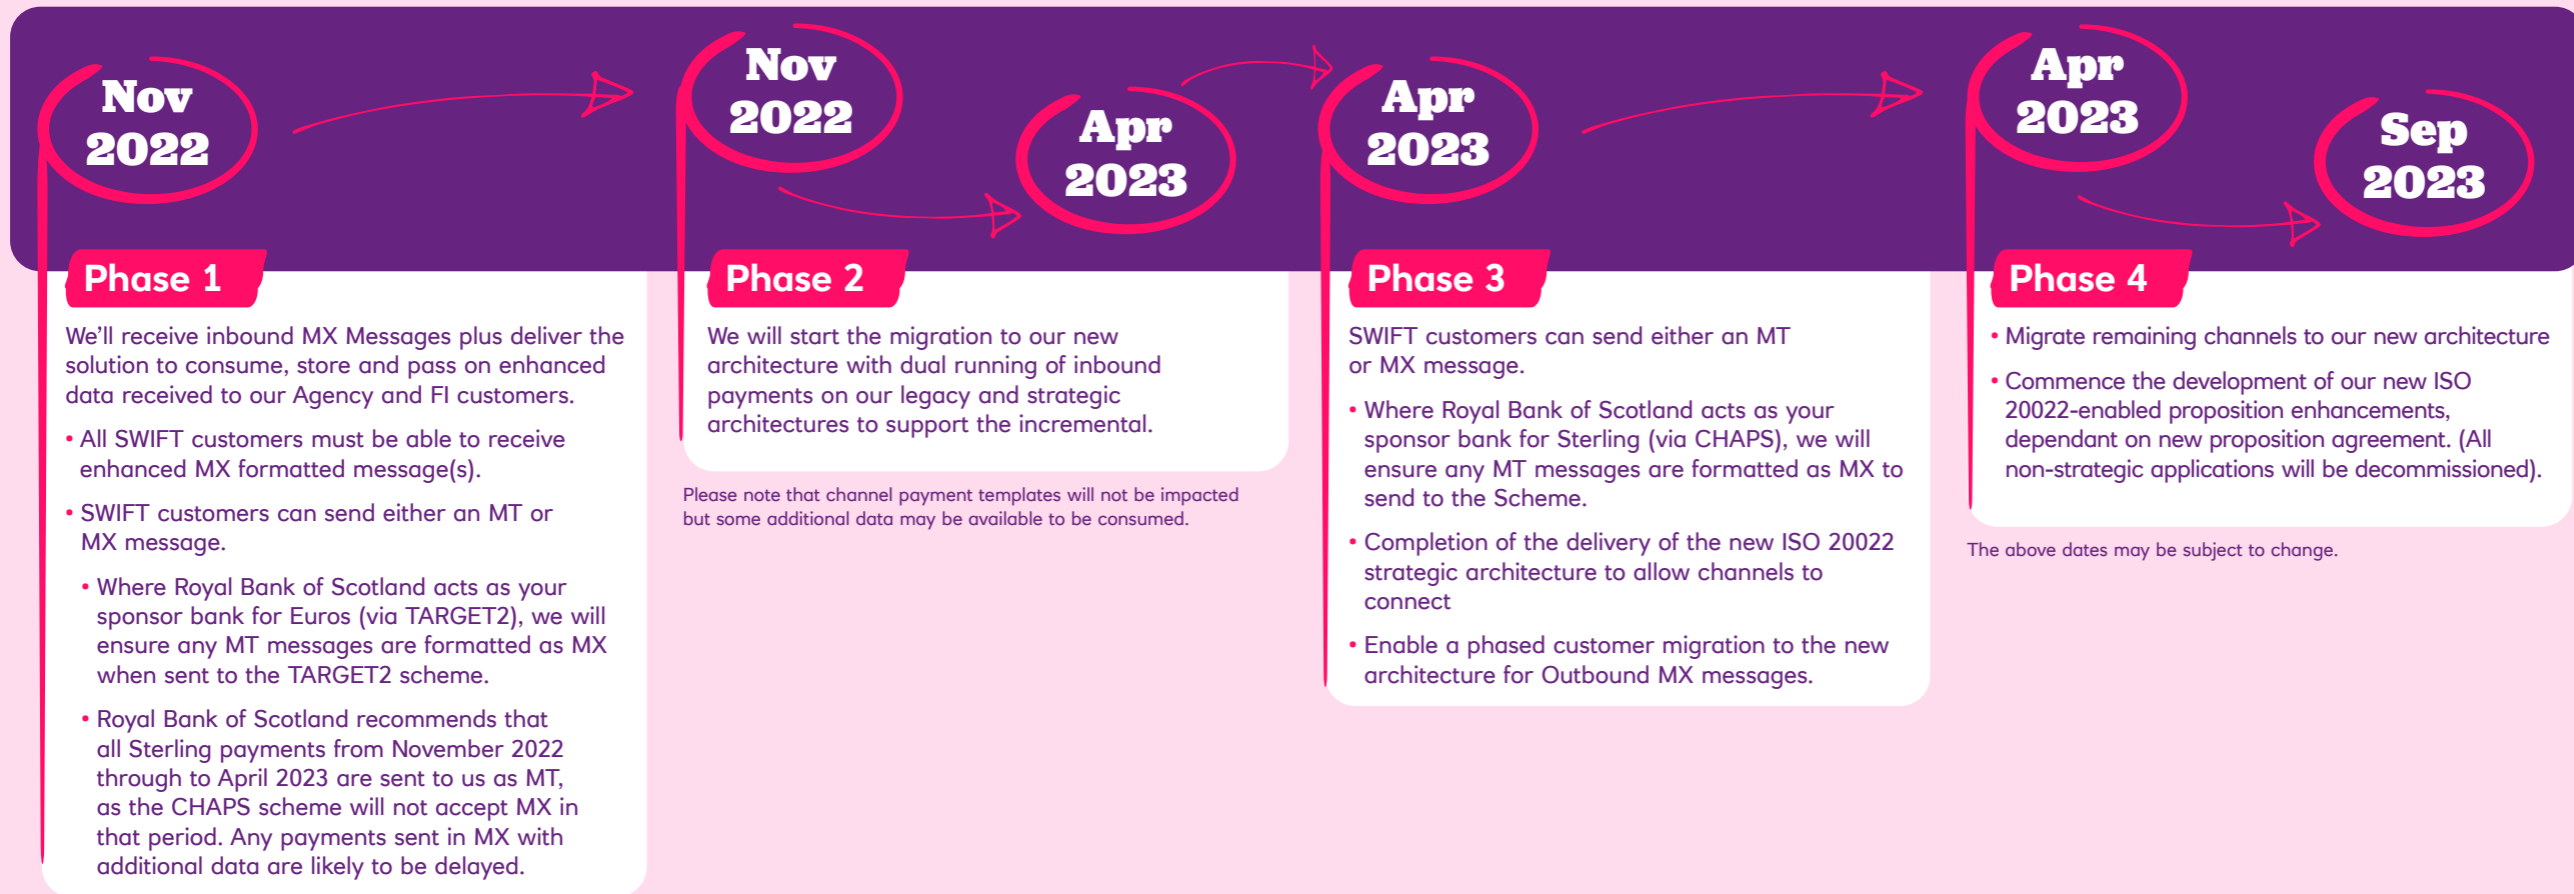 Nov
2022
Nov
2022
Apr
2023
Apr
2023
Apr
2023
Sep
2023
Phase 1
We’ll receive inbound MX Messages plus deliver the
solution to consume, store and pass on enhanced
data received to our Agency and FI customers.
• All SWIFT customers must be able to receive
enhanced MX formatted message(s).
• SWIFT customers can send either an MT or
MX message.
• Where Royal Bank of Scotland acts as your
sponsor bank for Euros (via TARGET2), we will
ensure any MT messages are formatted as MX
when sent to the TARGET2 scheme.
• Royal Bank of Scotland recommends that
all Sterling payments from November 2022
through to April 2023 are sent to us as MT,
as the CHAPS scheme will not accept MX in
that period. Any payments sent in MX with
additional data are likely to be delayed.
Phase 2
We will start the migration to our new
architecture with dual running of inbound
payments on our legacy and strategic
architectures to support the incremental.
Please note that channel payment templates will not be impacted
but some additional data may be available to be consumed.
Phase 3
SWIFT customers can send either an MT
or MX message.
• Where Royal Bank of Scotland acts as your
sponsor bank for Sterling (via CHAPS), we will
ensure any MT messages are formatted as MX to
send to the Scheme.
• Completion of the delivery of the new ISO 20022
strategic architecture to allow channels to
connect
• Enable a phased customer migration to the new
architecture for Outbound MX messages.
Phase 4
• Migrate remaining channels to our new architecture
• Commence the development of our new ISO
20022-enabled proposition enhancements,
dependant on new proposition agreement. (All
non-strategic applications will be decommissioned).
The above dates may be subject to change.